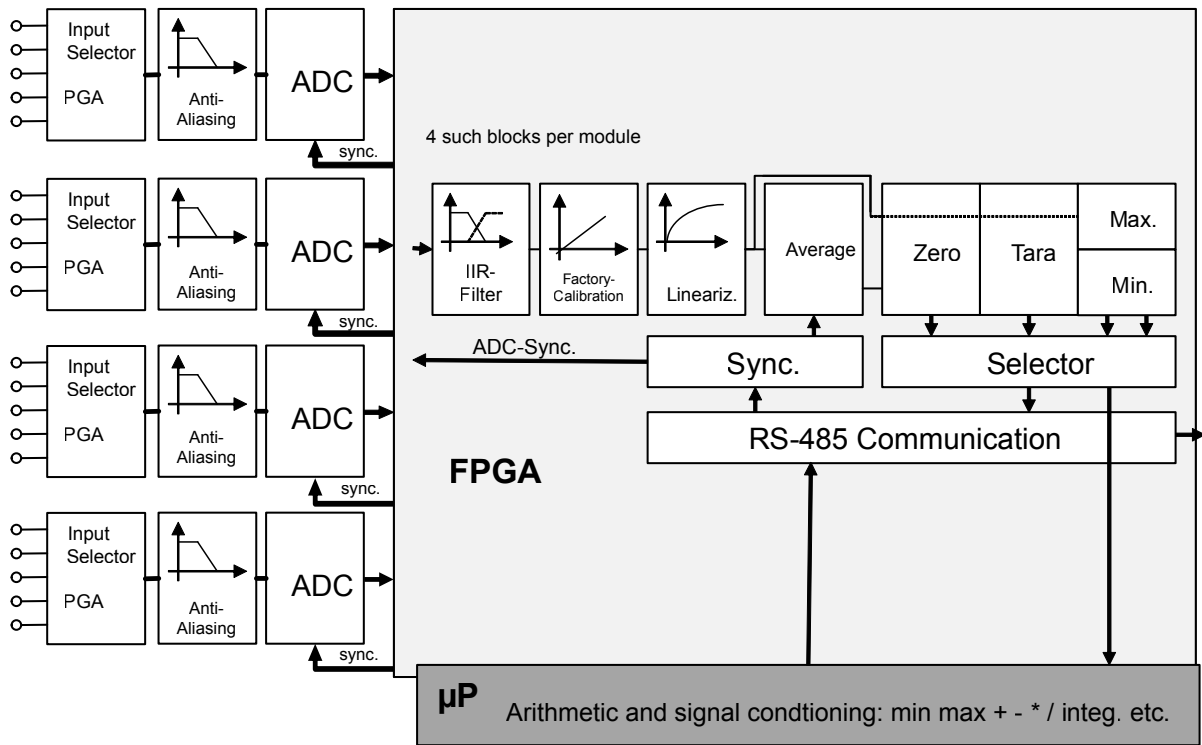 Input
Selector
PGA
Anti-
Aliasing
ADC
sync.
Input
Selector
PGA
Anti-
Aliasing
ADC
sync.
Input
Selector
PGA
Anti-
Aliasing
ADC
sync.
Input
Selector
PGA
Anti-
Aliasing
ADC
sync.
4 such blocks per module
IIR-
Filter
Factory-
Calibration
Lineariz.
Average
Zero
Tara
Max.
Min.
ADC-Sync.
Sync.
Selector
RS-485 Communication
FPGA
µP
Arithmetic and signal condtioning: min max + - * / integ. etc.